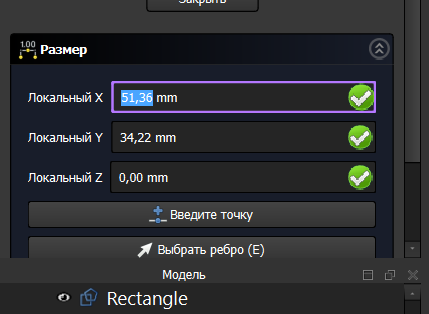 Закрыть
1.00
Размер
Локальный X
51,36 mm
Локальный Y
34,22 mm
Локальный Z
0,00 mm
Введите точку
Выбрать ребро (E)
Модель
Rectangle